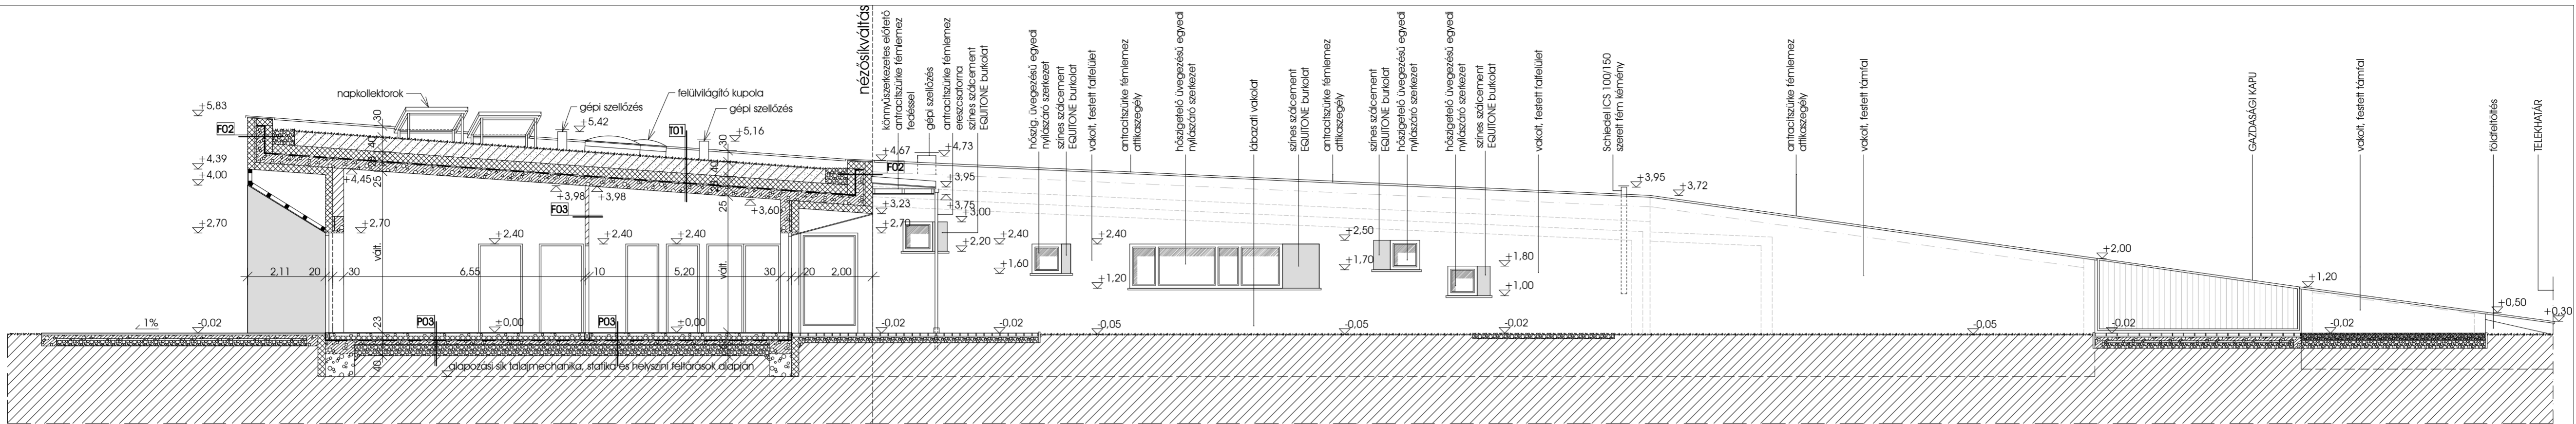 napkollektorok
gépi szellőzés
felülvilágító kupola
gépi szellőzés
nézősíkváltás
könnyűszerkezetes előtető
antracitszürke fémlemez
fedéssel
gépi szellőzés
antracitszürke fémlemez
ereszcsatorna
színes szálcement
EQUITONE burkolat
hőszig, üvegezésű egyedi
nyílászáró szerkezet
színes szálcement
EQUITONE burkolat
vakolt, festett falfelület
antracitszürke fémlemez
attikaszegély
hőszigetelő üvegezésű egyedi
nyílászáró szerkezet
lábazati vakolat
színes szálcement
EQUITONE burkolat
antracitszürke fémlemez
attikaszegély
színes szálcement
EQUITONE burkolat
hőszigetelő üvegezésű egyedi
nyílászáró szerkezet
hőszigetelő üvegezésű egyedi
nyílászáró szerkezet
színes szálcement
EQUITONE burkolat
vakolt, festett falfelület
Schiedel ICS 100/150
szerelt fém kémény
antracitszürke fémlemez
attikaszegély
vakolt, festett támfal
GAZDASÁGI KAPU
vakolt, festett támfal
földfeltöltés
TELEKHATÁR
+5,83
+4,39
+4,00
+2,70
-0,02
1%
F02
30
40
25
+5,42
T01
+5,16
30
40
25
+4,45
+3,98
+3,98
F03
+3,60
+2,70
vált.
+2,40
+2,40
+2,40
vált.
2,11
20
30
6,55
10
5,20
30
20
2,00
23
P03
±0,00
P03
±0,00
40
alapozási sík talajmechanika, statika és helyszíni feltárások alapján
+4,67
+4,73
F02
+3,95
+3,75
+3,23
+3,00
+2,70
+2,20
+2,40
+1,60
+2,40
+1,20
+2,50
+1,70
+1,80
+1,00
+3,95
+3,72
+2,00
+1,20
+0,50
+0,30
-0,02
-0,02
-0,05
-0,05
-0,02
-0,05
-0,02
-0,02